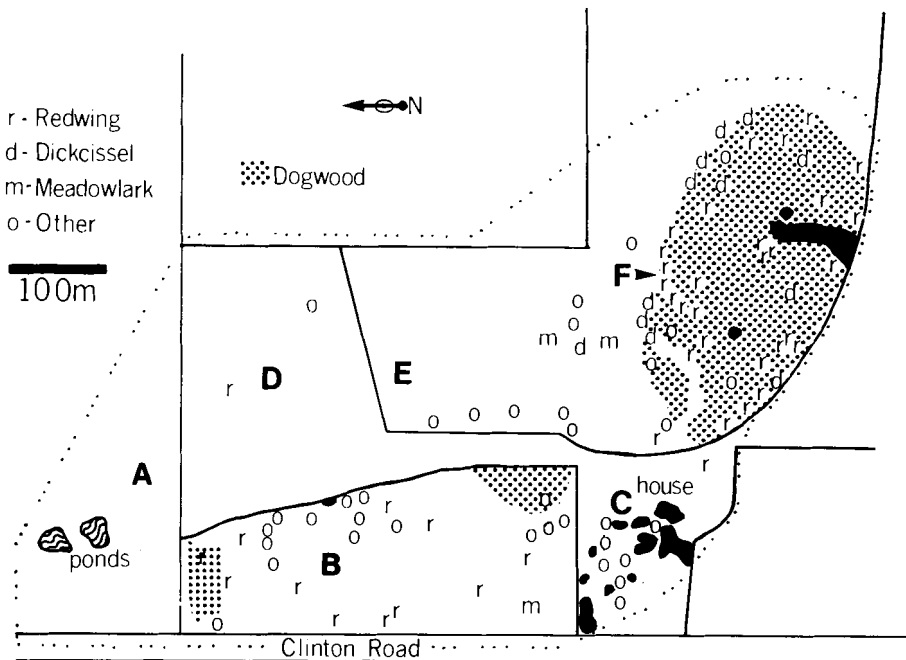 N
r - Redwing
d - Dickcissel
m - Meadowlark
o - Other
100m
Dogwood
d r
d
d o r d r
d d r
r r r
o r r
F r r
o r r r d
o d r r
o d r r
m d m d o r
o r r r
D E
r o d
o r
o o o o o r r
o r
r
A
C
house
ponds
o o o
o o o r o r o o o
r o o
B
o r
r r
r r r
m
o
o o
o
o
o
Clinton Road